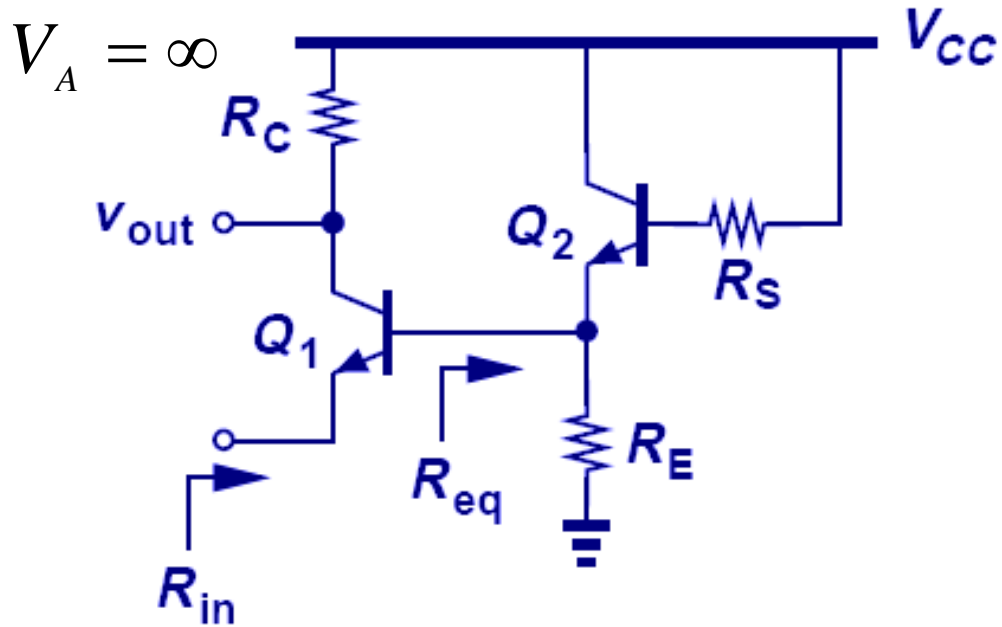 V_A = ∞
V_CC
R_C
v_out
Q_2
R_S
Q_1
R_eq
R_E
R_in